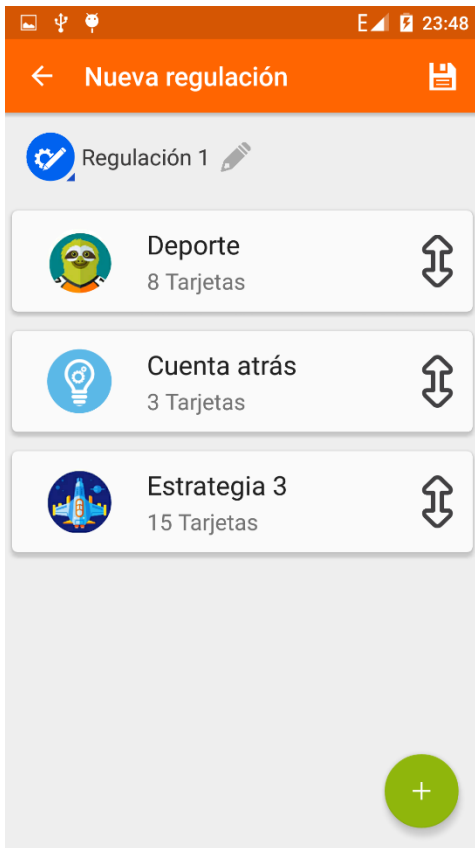 E 23:48
Nueva regulación
Regulación 1
Deporte
8 Tarjetas
Cuenta atrás
3 Tarjetas
Estrategia 3
15 Tarjetas
+